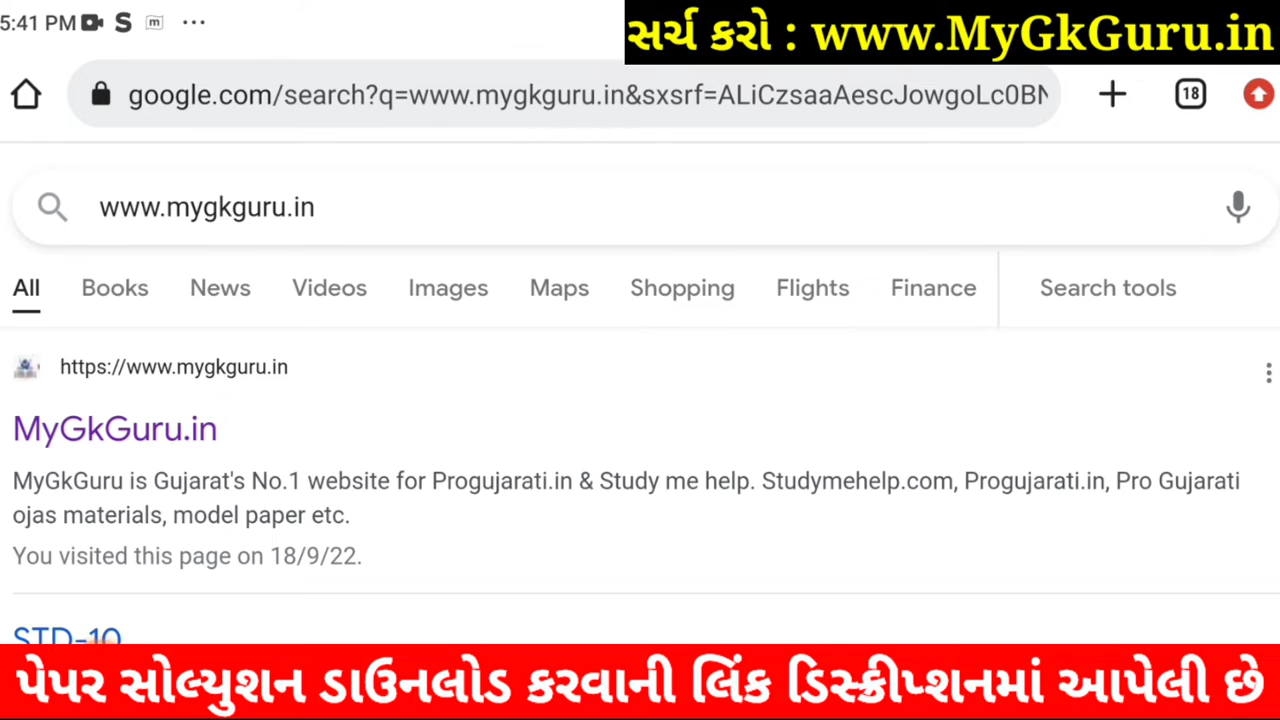 5:41 PM S m ...
સર્ચ કરો : www.MyGkGuru.in
google.com/search?q=www.mygkguru.in&sxsrf=ALiCzsaaAescJowgoLc0BN
18
www.mygkguru.in
All Books News Videos Images Maps Shopping Flights Finance Search tools
https://www.mygkguru.in
MyGkGuru.in
MyGkGuru is Gujarat's No.1 website for Progujarati.in & Study me help. Studymehelp.com, Progujarati.in, Pro Gujarati
ojas materials, model paper etc.
You visited this page on 18/9/22.
STD-10
પેપર સોલ્યુશન ડાઉનલોડ કરવાની લિંક ડિસ્ક્રીપ્શનમાં આપેલી છે